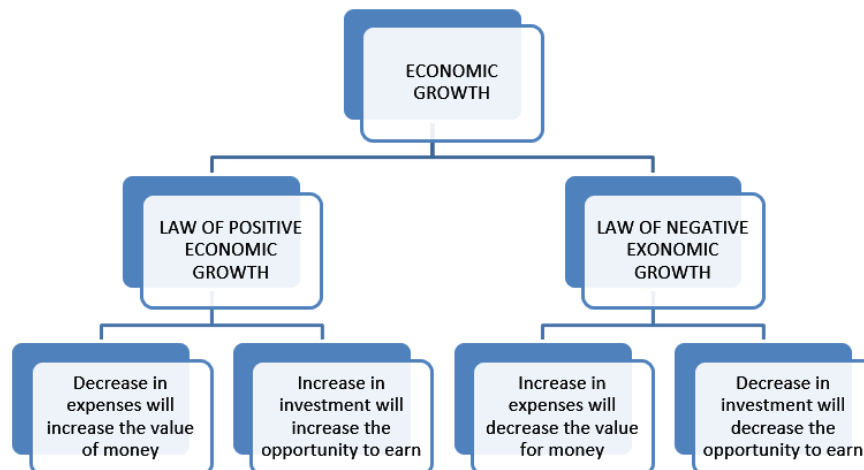 ECONOMIC
GROWTH
LAW OF POSITIVE
ECONOMIC
GROWTH
LAW OF NEGATIVE
EXONOMIC
GROWTH
Decrease in
expenses will
increase the value
of money
Increase in
investment will
increase the
opportunity to earn
Increase in
expenses will
decrease the value
for money
Decrease in
investment will
decrease the
opportunity to earn